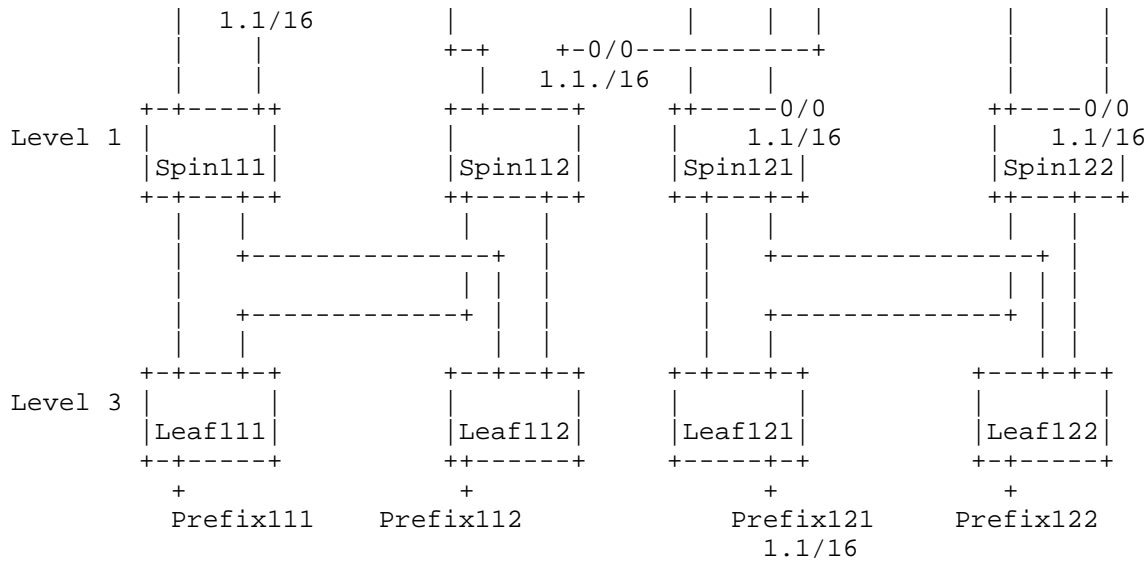 1.1/16
0/0
1.1./16
0/0 0/0
Level 1 1.1/16 1.1/16
Spin111 Spin112 Spin121 Spin122
Level 3
Leaf111 Leaf112 Leaf121 Leaf122
Prefix111 Prefix112 Prefix121 Prefix122
1.1/16